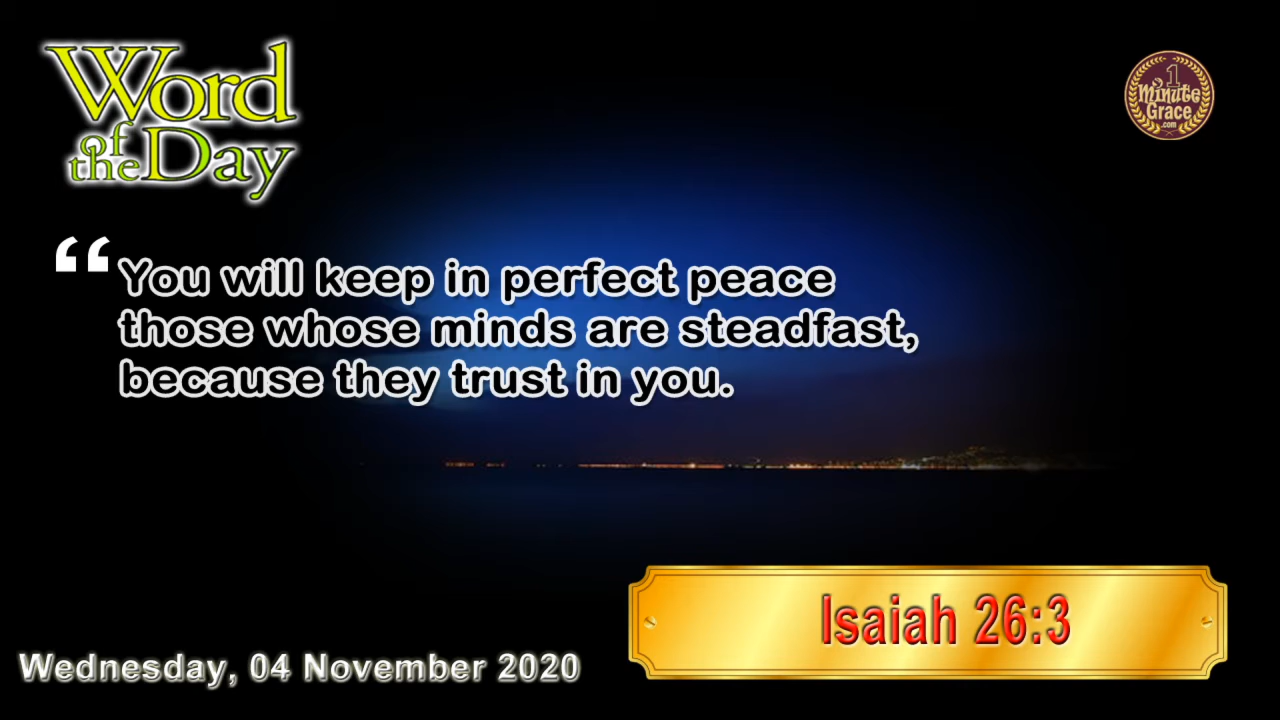 Word
of
the Day
1
Minute
Grace
.com
“You will keep in perfect peace
those whose minds are steadfast,
because they trust in you.
Isaiah 26:3
Wednesday, 04 November 2020